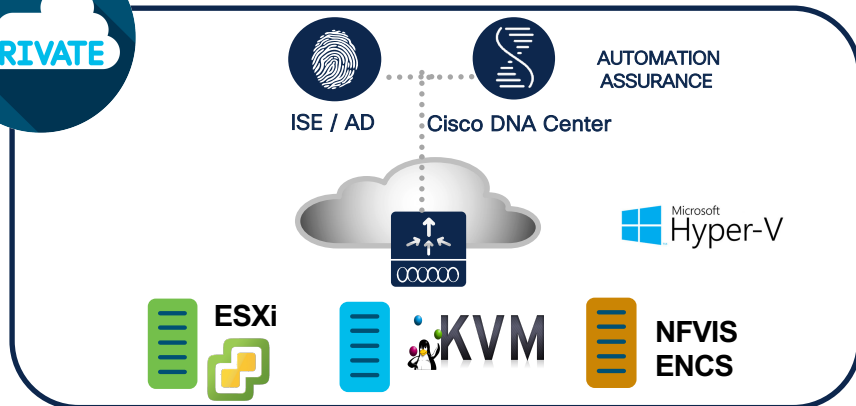 RIVATE
AUTOMATION
ASSURANCE
ISE / AD
Cisco DNA Center
Microsoft
Hyper-V
ESXi
KVM
NFVIS
ENCS